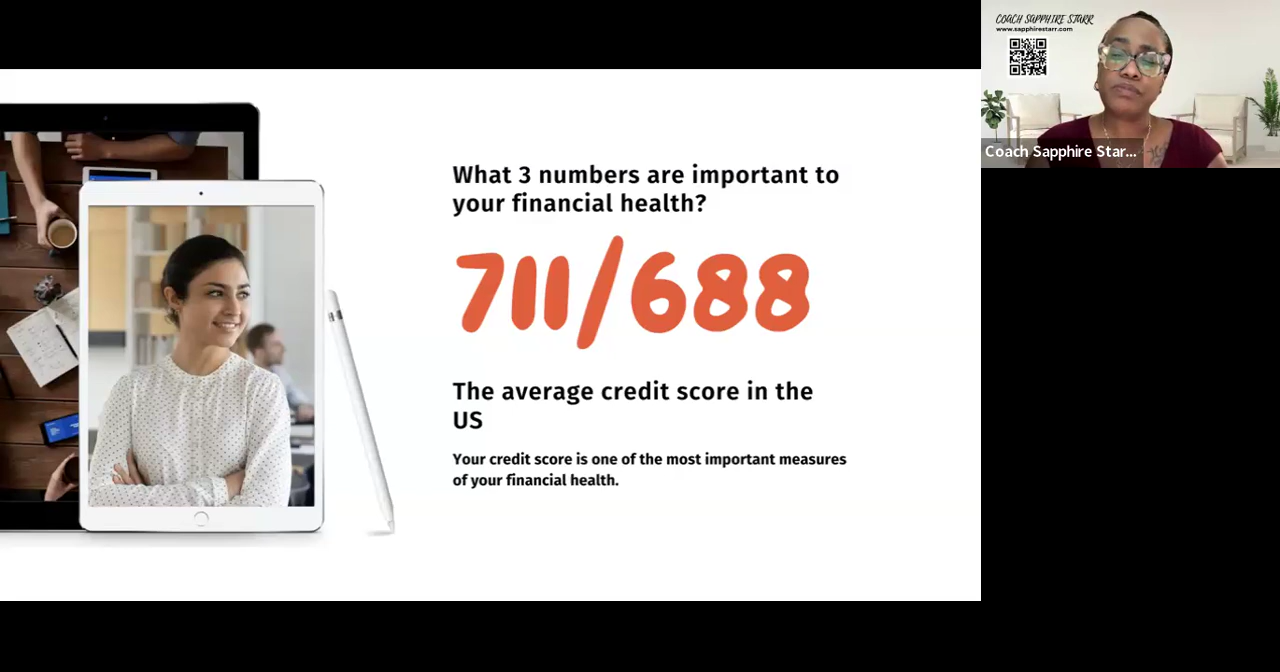 COACH SAPPHIRE STARR
www.sapphirestarr.com
Coach Sapphire Star...
What 3 numbers are important to
your financial health?
711/688
The average credit score in the
US
Your credit score is one of the most important measures
of your financial health.